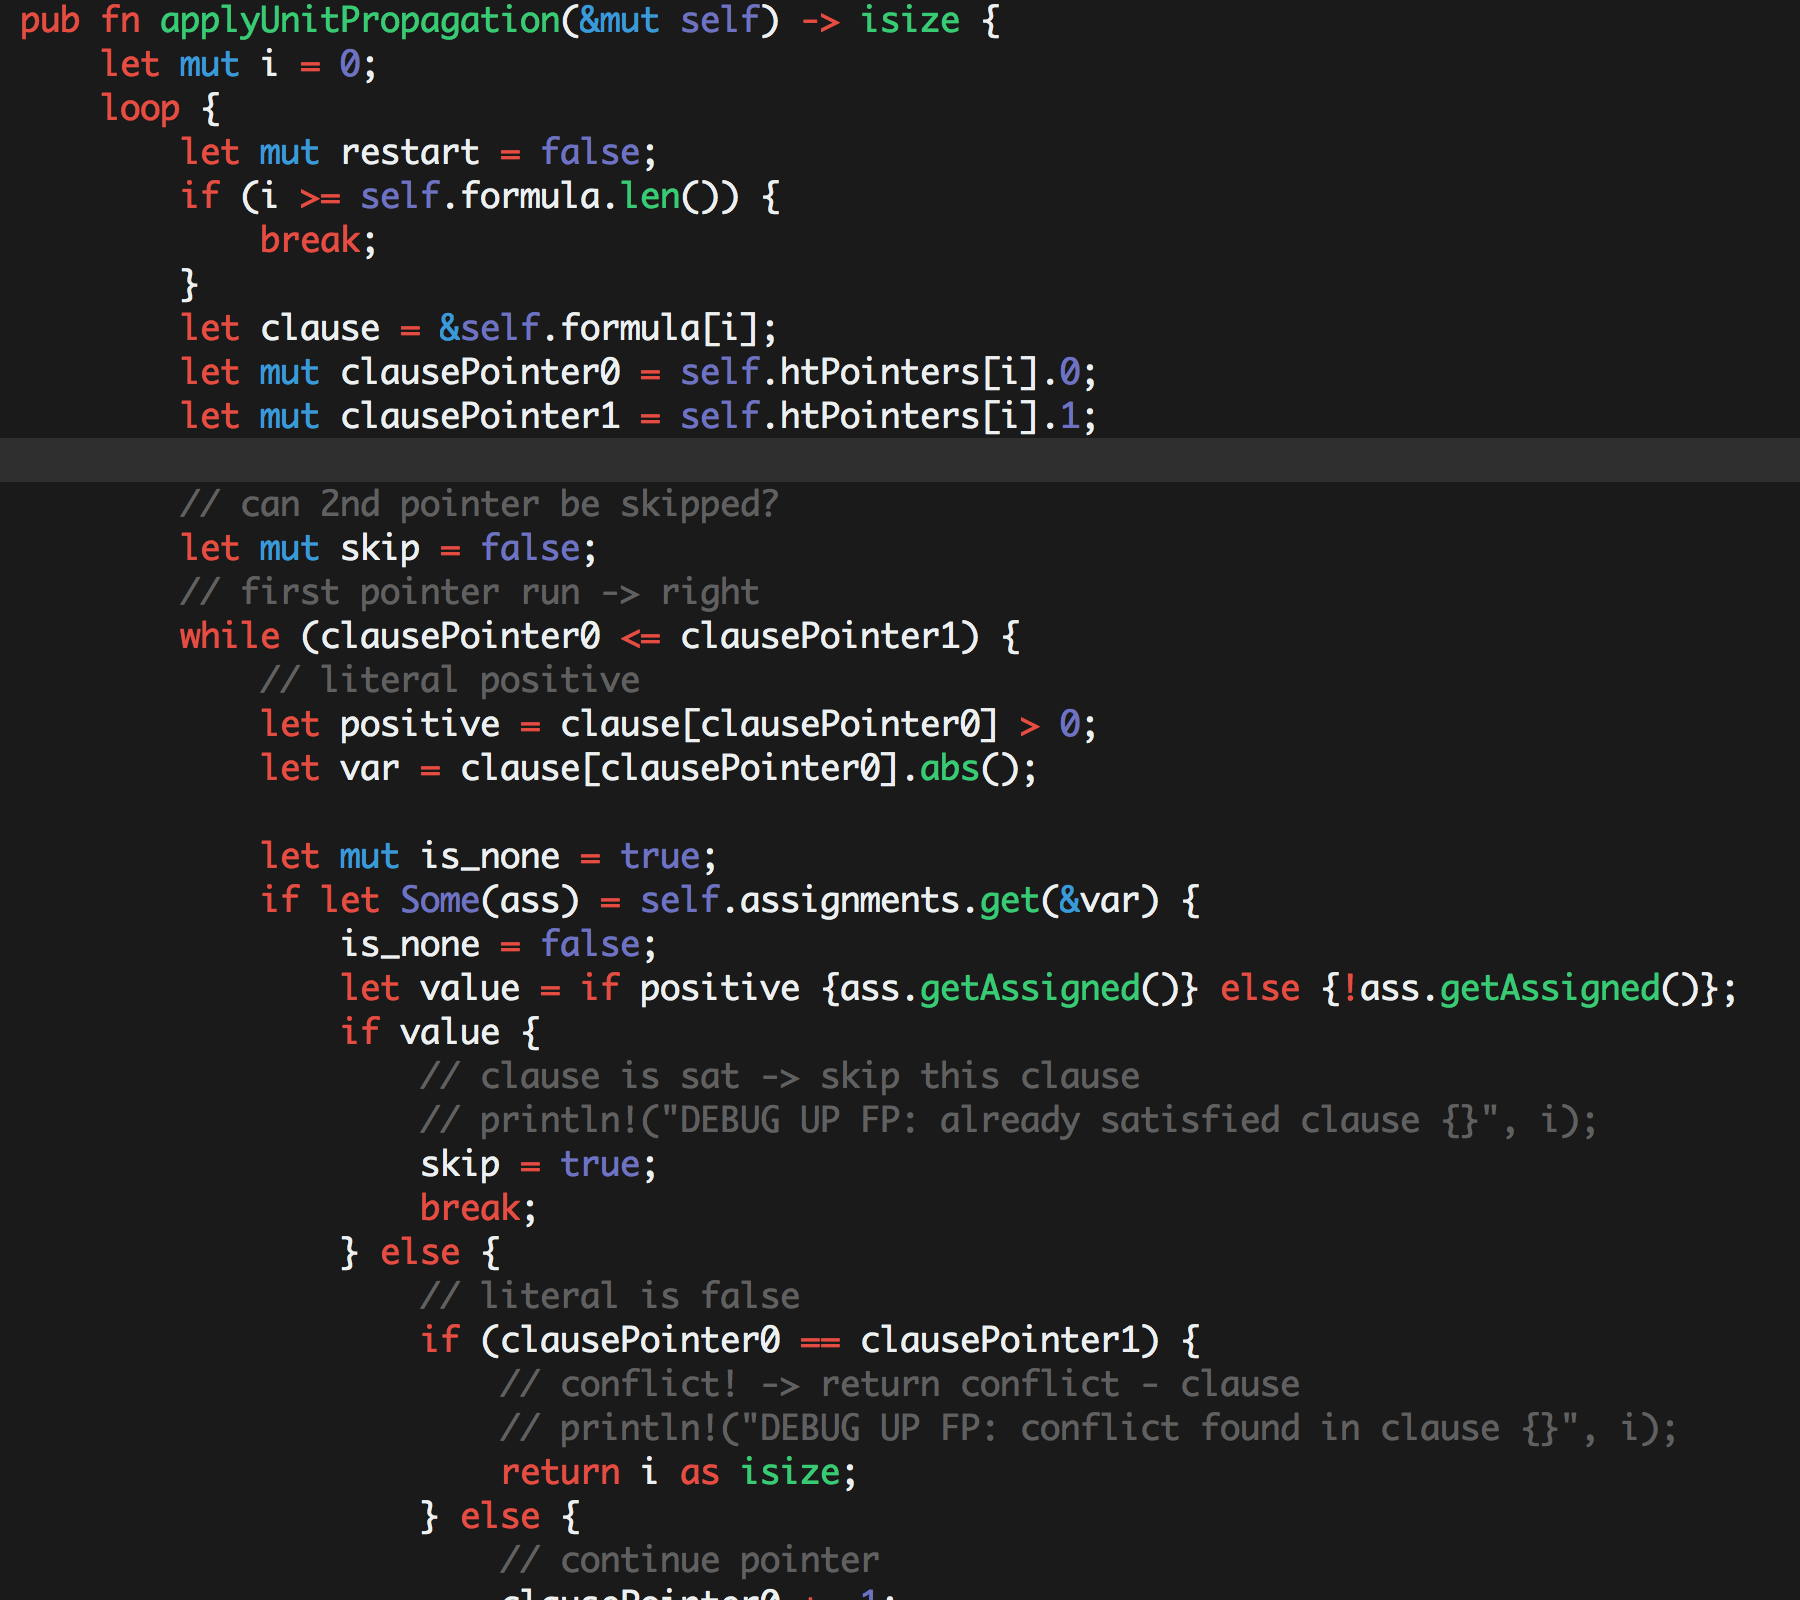 pub fn applyUnitPropagation(&mut self) -> isize {
    let mut i = 0;
    loop {
        let mut restart = false;
        if (i >= self.formula.len()) {
            break;
        }
        let clause = &self.formula[i];
        let mut clausePointer0 = self.htPointers[i].0;
        let mut clausePointer1 = self.htPointers[i].1;
        // can 2nd pointer be skipped?
        let mut skip = false;
        // first pointer run -> right
        while (clausePointer0 <= clausePointer1) {
            // literal positive
            let positive = clause[clausePointer0] > 0;
            let var = clause[clausePointer0].abs();
            let mut is_none = true;
            if let Some(ass) = self.assignments.get(&var) {
                is_none = false;
                let value = if positive {ass.getAssigned()} else {!ass.getAssigned()};
                if value {
                    // clause is sat -> skip this clause
                    // println!("DEBUG UP FP: already satisfied clause {}", i);
                    skip = true;
                    break;
                } else {
                    // literal is false
                    if (clausePointer0 == clausePointer1) {
                        // conflict! -> return conflict - clause
                        // println!("DEBUG UP FP: conflict found in clause {}", i);
                        return i as isize;
                    } else {
                        // continue pointer
                        clausePointer0